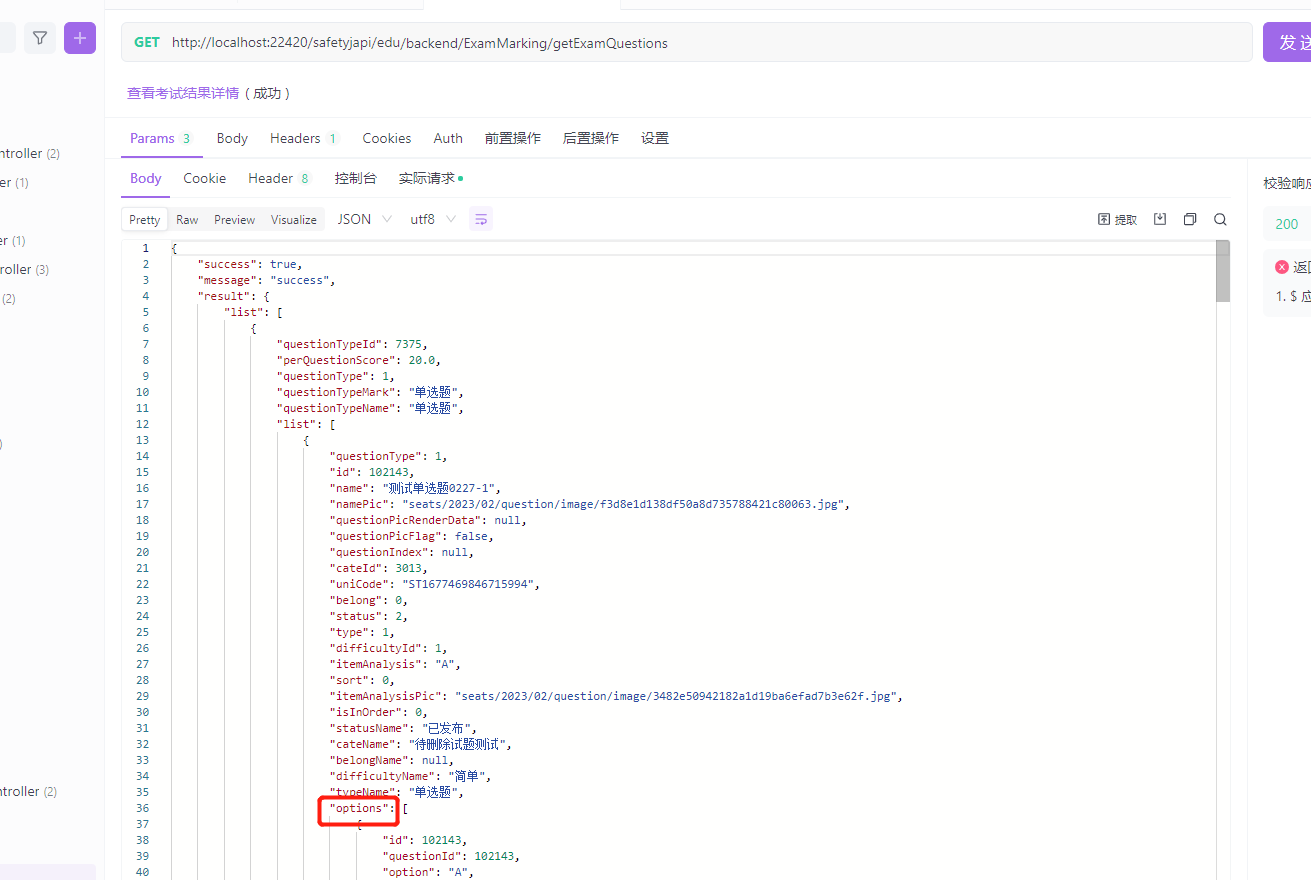 GET http://localhost:22420/safetyjapi/edu/backend/ExamMarking/getExamQuestions
发送
查看考试结果详情 ( 成功 )
Params 3 Body Headers 1 Cookies Auth 前置操作 后置操作 设置
ntroller (2)
er (1)
er (1)
roller (3)
(2)
)
ntroller (2)
Body Cookie Header 8 控制台 实际请求
校验响应
Pretty Raw Preview Visualize JSON utf8
提取
200
返回
1. $ 应
1 {
2 "success": true,
3 "message": "success",
4 "result": {
5 "list": [
6 {
7 "questionTypeId": 7375,
8 "perQuestionScore": 20.0,
9 "questionType": 1,
10 "questionTypeMark": "单选题",
11 "questionTypeName": "单选题",
12 "list": [
13 {
14 "questionType": 1,
15 "id": 102143,
16 "name": "测试单选题0227-1",
17 "namePic": "seats/2023/02/question/image/f3d8e1d138df50a8d735788421c80063.jpg",
18 "questionPicRenderData": null,
19 "questionPicFlag": false,
20 "questionIndex": null,
21 "cateId": 3013,
22 "uniCode": "ST1677469846715994",
23 "belong": 0,
24 "status": 2,
25 "type": 1,
26 "difficultyId": 1,
27 "itemAnalysis": "A",
28 "sort": 0,
29 "itemAnalysisPic": "seats/2023/02/question/image/3482e50942182a1d19ba6efad7b3e62f.jpg",
30 "isInOrder": 0,
31 "statusName": "已发布",
32 "cateName": "待删除试题测试",
33 "belongName": null,
34 "difficultyName": "简单",
35 "typeName": "单选题",
36 "options": [
37 {
38 "id": 102143,
39 "questionId": 102143,
40 "option": "A",